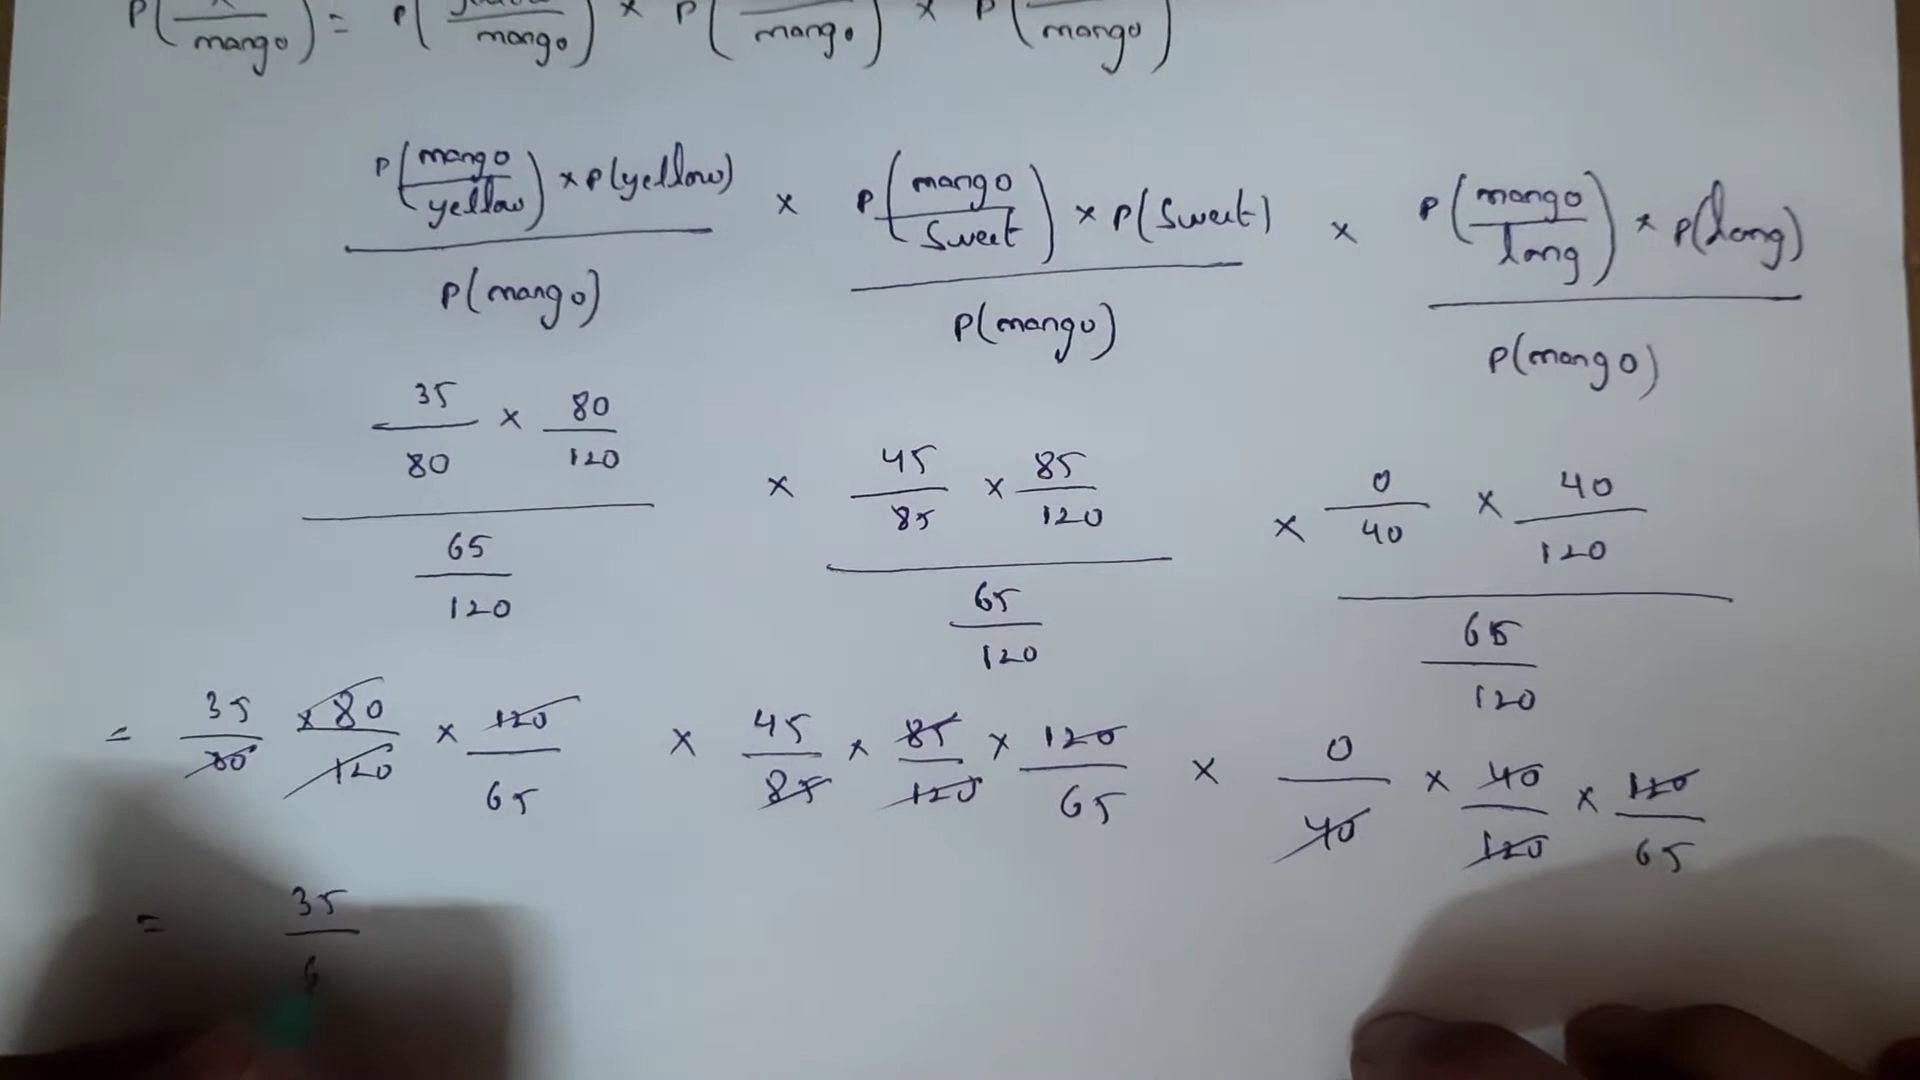 P(x/mango) = P(yellow/mango) × P( /mango) × P( /mango)
P(mango/yellow) × P(yellow) / P(mango) × P(mango/Sweet) × P(Sweet) / P(mango) × P(mango/long) × P(long) / P(mango)
35/80 × 80/120 / 65/120 × 45/85 × 85/120 / 65/120 × 0/40 × 40/120 / 65/120
= 35/80 × 80/120 × 120/65 × 45/85 × 85/120 × 120/65 × 0/40 × 40/120 × 120/65
= 35/6